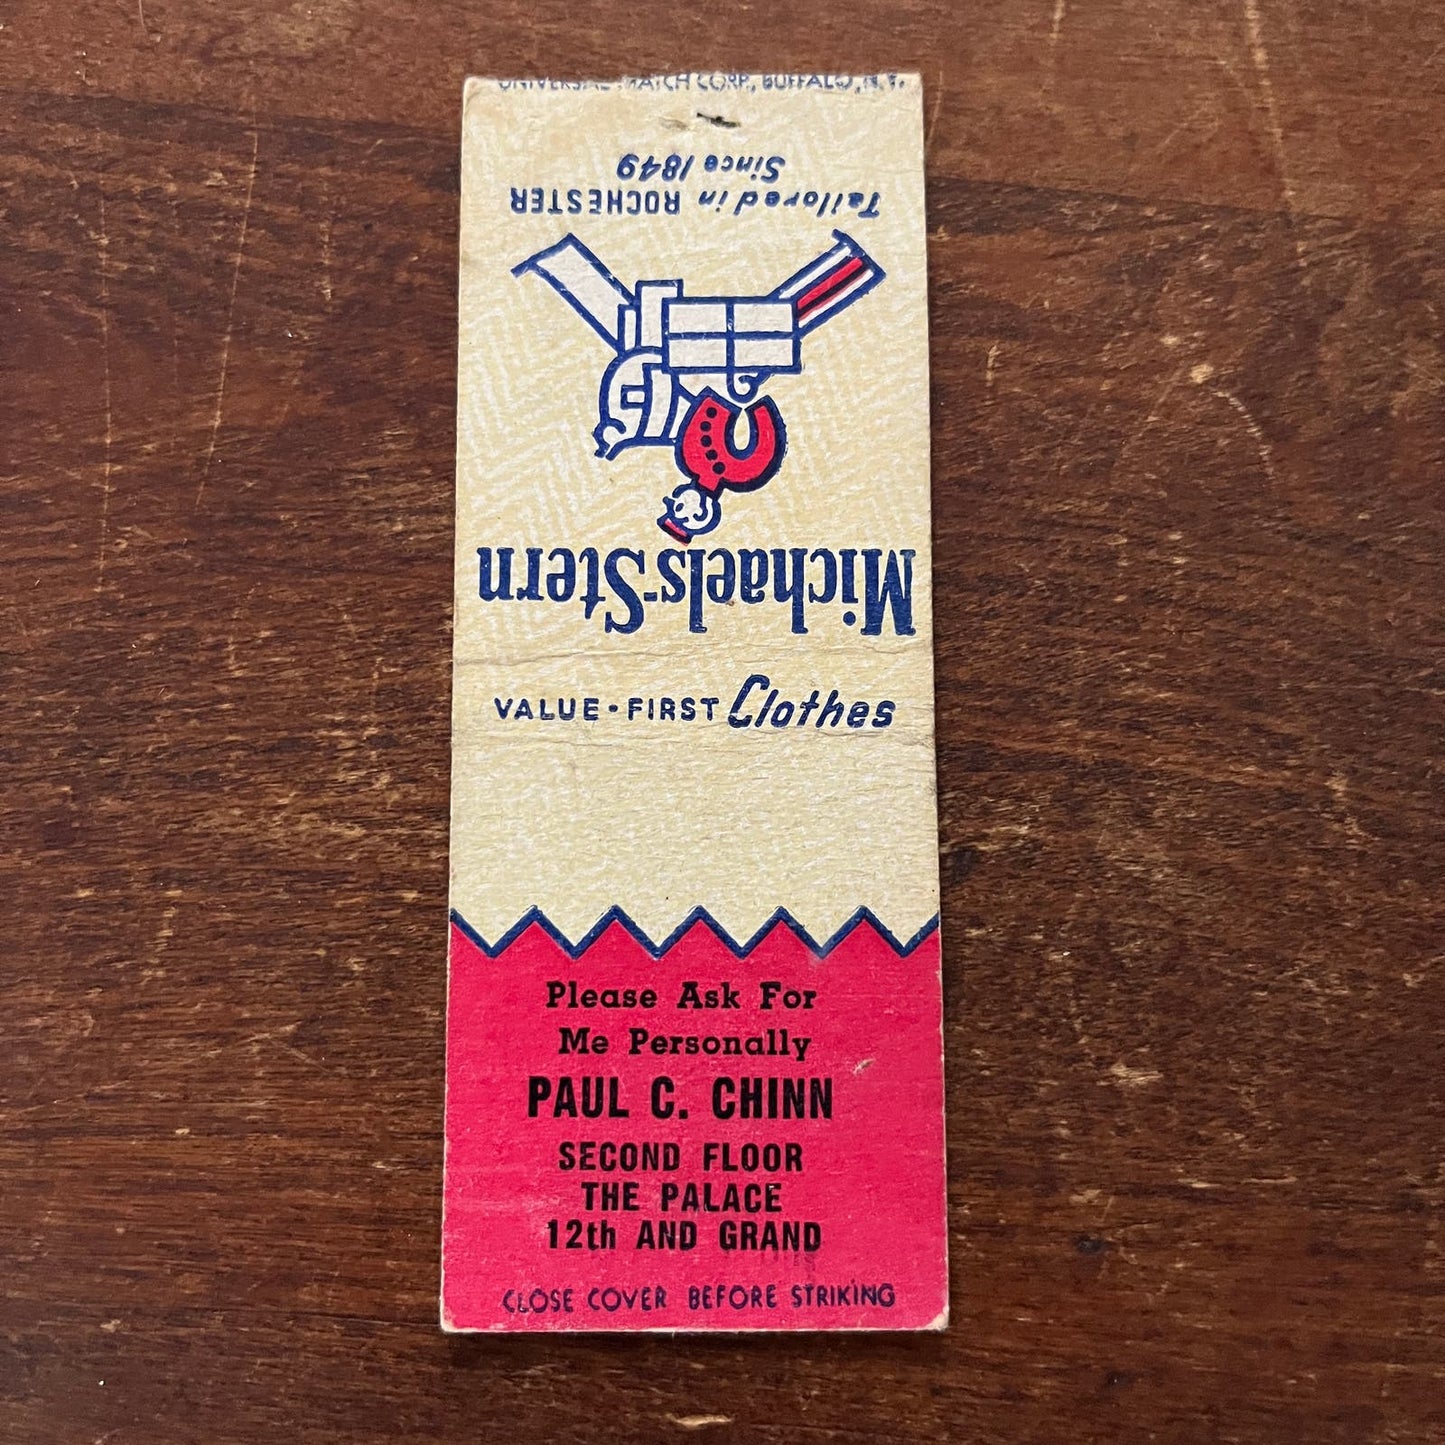 UNIVERSAL MATCH CORP., BUFFALO, N.Y.
Tailored in ROCHESTER
Since 1849
Michaels-Stern
VALUE-FIRST Clothes
Please Ask For
Me Personally
PAUL C. CHINN
SECOND FLOOR
THE PALACE
12th AND GRAND
CLOSE COVER BEFORE STRIKING